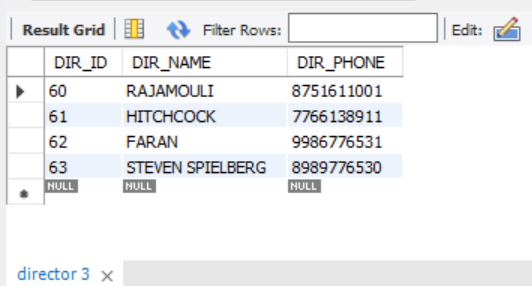 Result Grid Filter Rows: Edit:
DIR_ID DIR_NAME DIR_PHONE
60 RAJAMOULI 8751611001
61 HITCHCOCK 7766138911
62 FARAN 9986776531
63 STEVEN SPIELBERG 8989776530
NULL NULL NULL
director 3